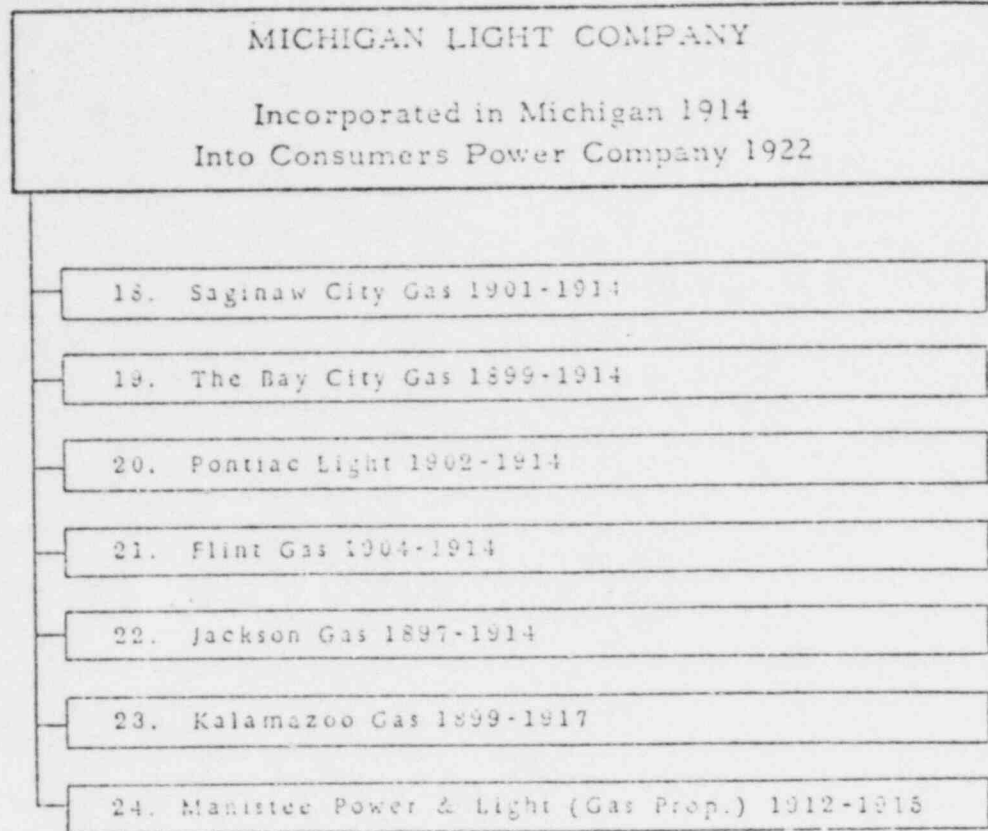 MICHIGAN LIGHT COMPANY
Incorporated in Michigan 1914
Into Consumers Power Company 1922
18. Saginaw City Gas 1901-1914
19. The Bay City Gas 1899-1914
20. Pontiac Light 1902-1914
21. Flint Gas 1904-1914
22. Jackson Gas 1897-1914
23. Kalamazoo Gas 1899-1917
24. Manistee Power & Light (Gas Prop.) 1912-1918